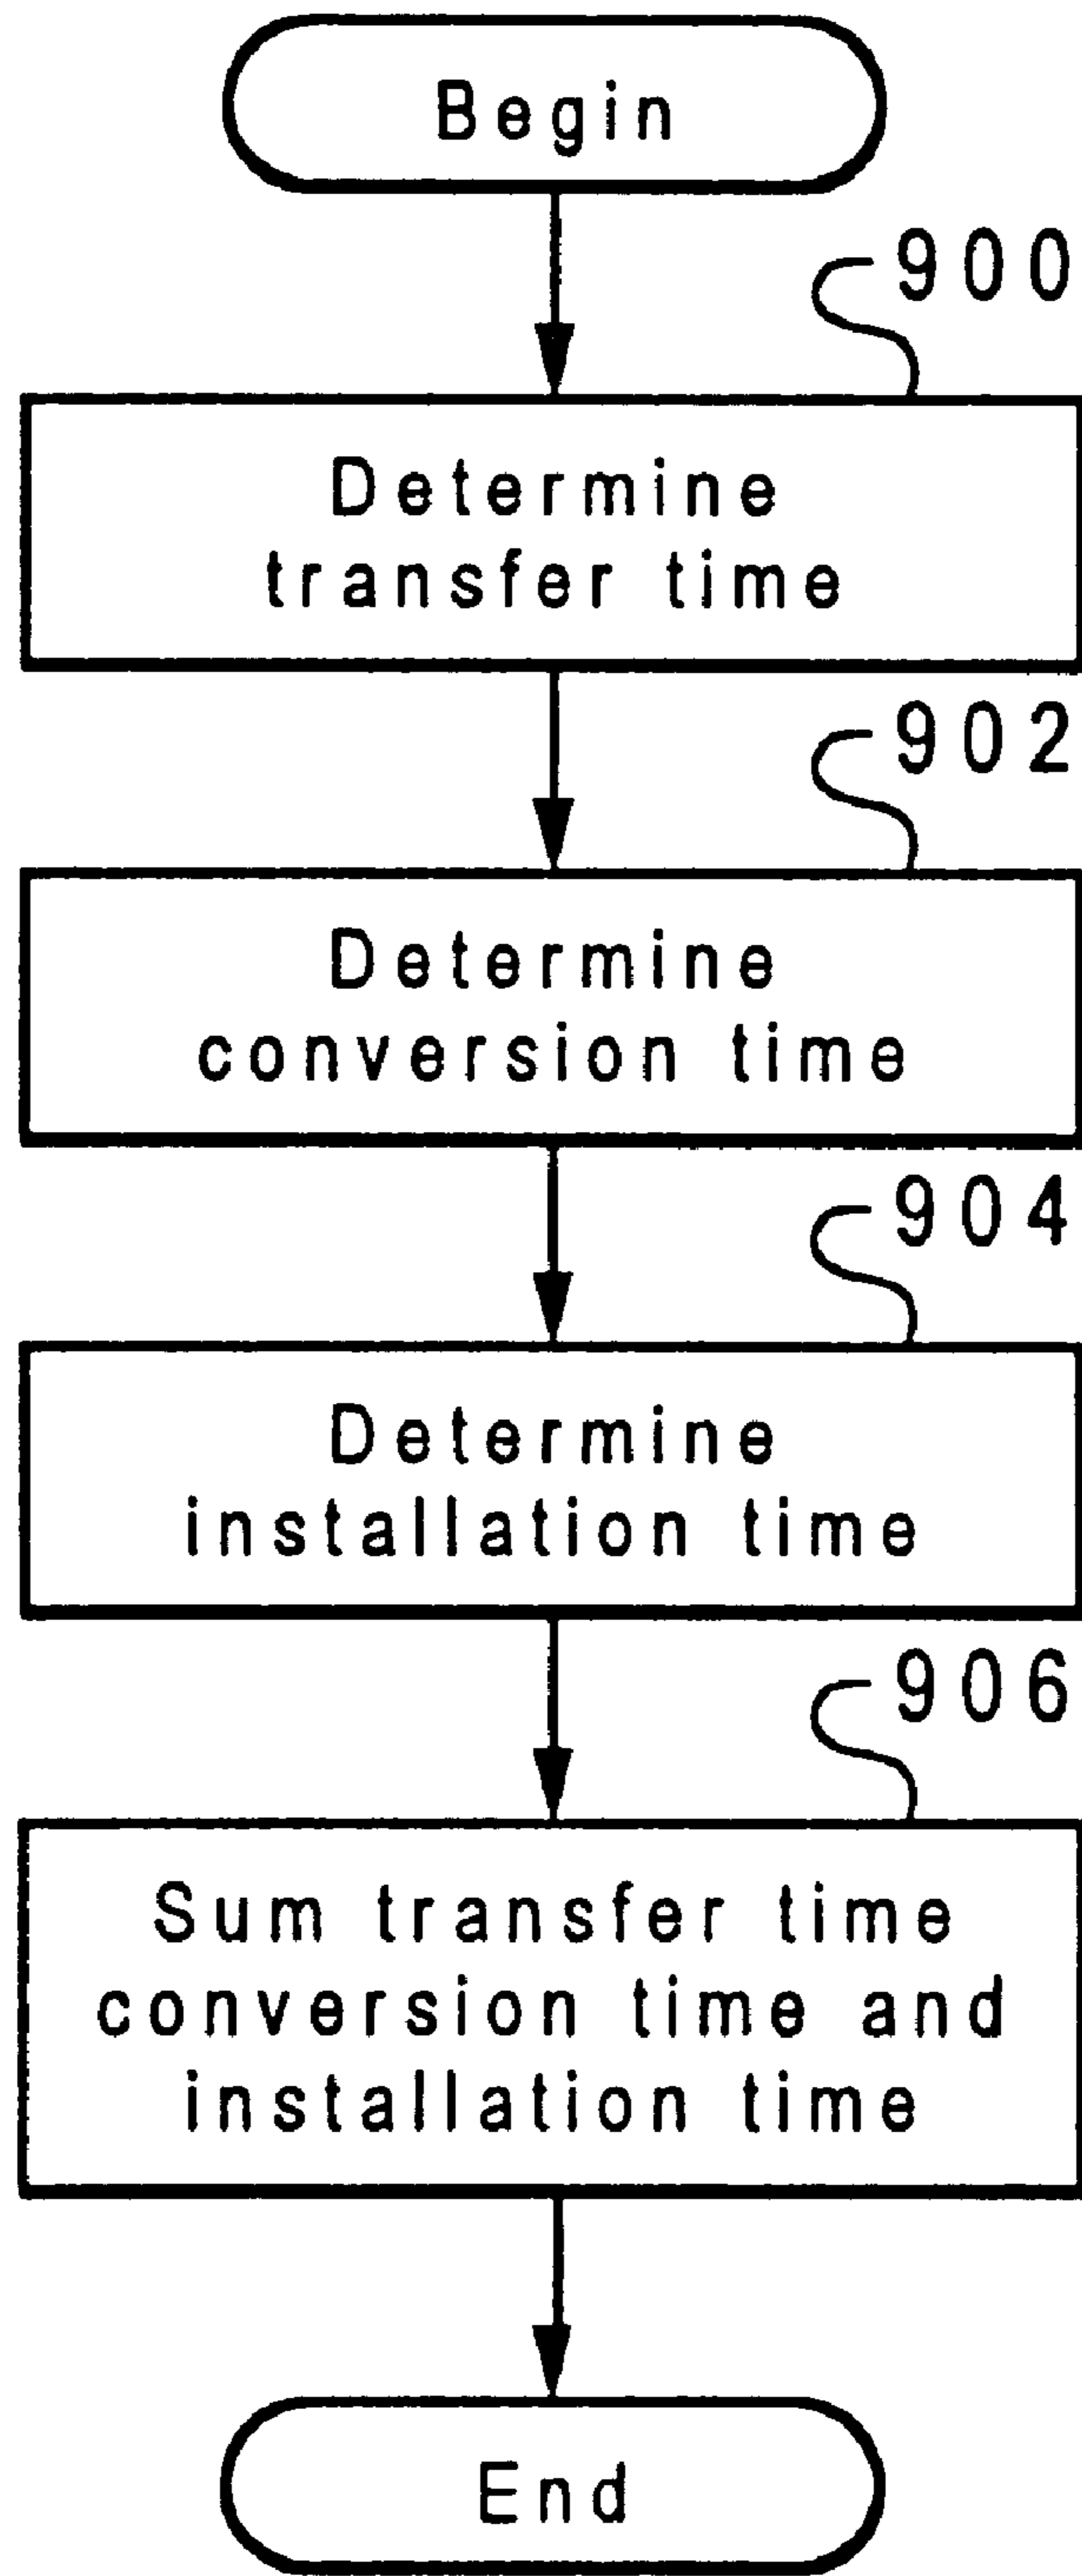 Begin
900
Determine
transfer time
902
Determine
conversion time
904
Determine
installation time
906
Sum transfer time
conversion time and
installation time
End